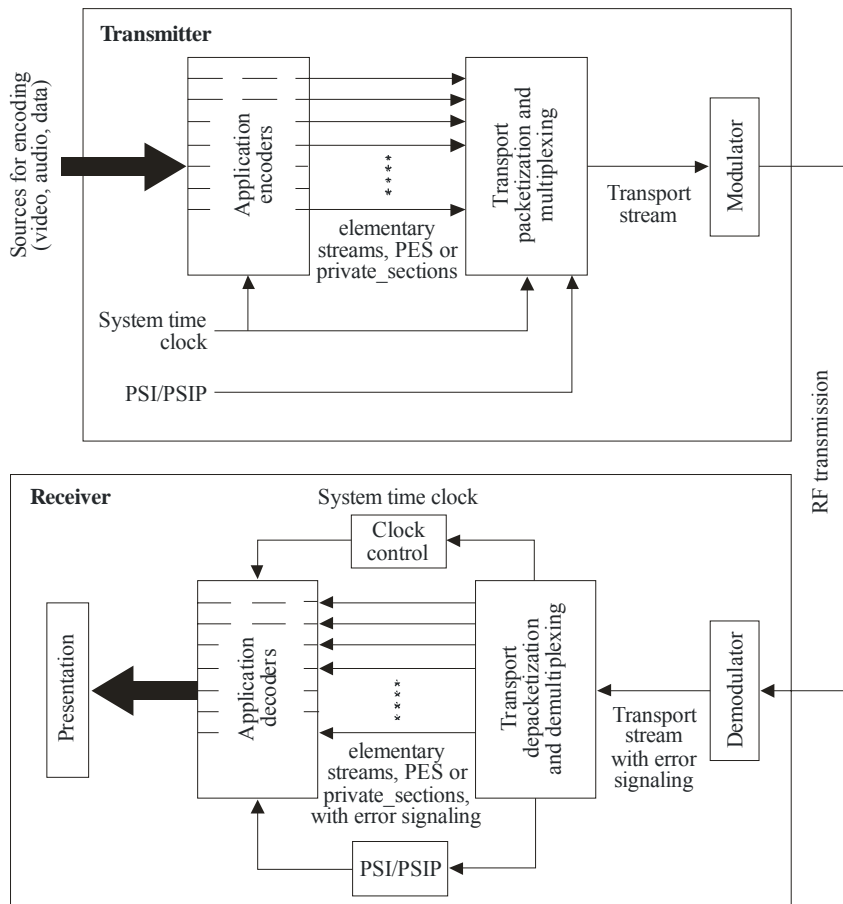 Transmitter
Sources for encoding
(video, audio, data)
Application
encoders
elementary
streams, PES or
private_sections
Transport
packetization and
multiplexing
Transport
stream
Modulator
System time
clock
PSI/PSIP
RF transmission
Receiver
System time clock
Clock
control
Presentation
Application
decoders
elementary
streams, PES or
private_sections,
with error signaling
Transport
depacketization
and demultiplexing
Transport
stream
with error
signaling
Demodulator
PSI/PSIP